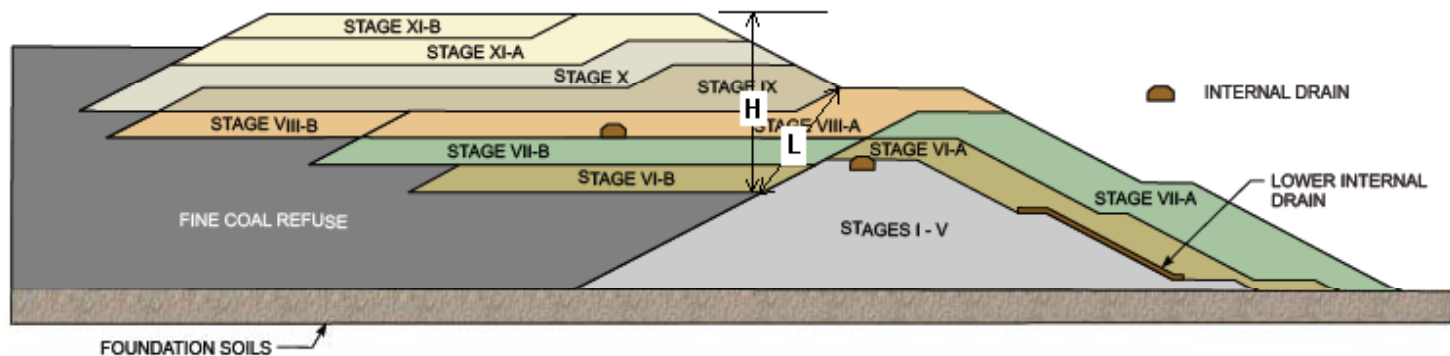 STAGE XI-B
STAGE XI-A
STAGE X
STAGE IX
H
INTERNAL DRAIN
STAGE VIII-B
STAGE VIII-A
L
STAGE VII-B
STAGE VI-A
STAGE VI-B
STAGE VII-A
LOWER INTERNAL
DRAIN
FINE COAL REFUSE
STAGES I - V
FOUNDATION SOILS